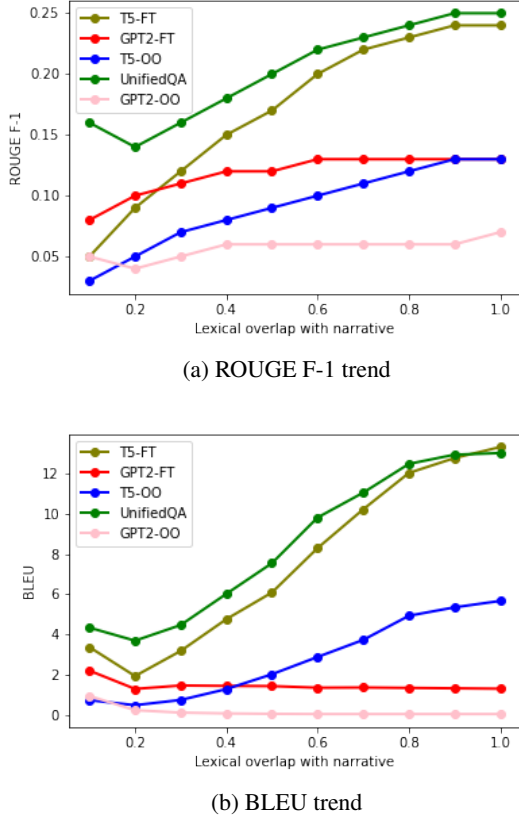 0.25
0.20
0.15
0.10
0.05
ROUGE F-1
T5-FT
GPT2-FT
T5-OO
UnifiedQA
GPT2-OO
0.2
0.4
0.6
0.8
1.0
Lexical overlap with narrative
(a) ROUGE F-1 trend
12
10
8
6
4
2
0
BLEU
T5-FT
GPT2-FT
T5-OO
UnifiedQA
GPT2-OO
0.2
0.4
0.6
0.8
1.0
Lexical overlap with narrative
(b) BLEU trend